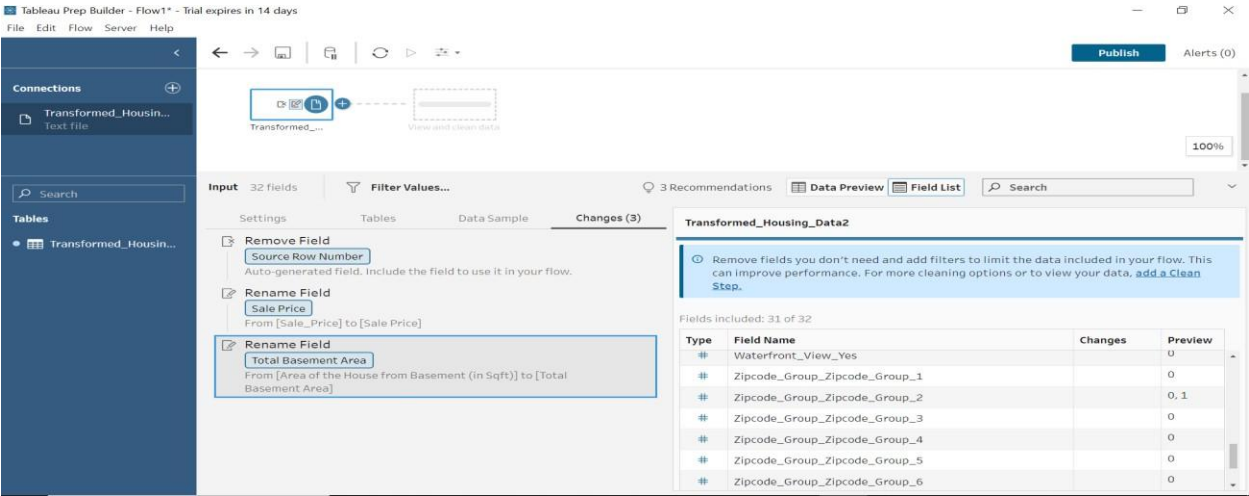 Tableau Prep Builder - Flow1* - Trial expires in 14 days
File Edit Flow Server Help
Publish
Alerts (0)
Connections
Transformed_Housin...
Text file
Transformed_...
View and clean data
100%
Search
Tables
Transformed_Housin...
Input 32 fields
Filter Values...
3 Recommendations
Data Preview
Field List
Search
Settings
Tables
Data Sample
Changes (3)
Remove Field
Source Row Number
Auto-generated field. Include the field to use it in your flow.
Rename Field
Sale Price
From [Sale_Price] to [Sale Price]
Rename Field
Total Basement Area
From [Area of the House from Basement (in Sqft)] to [Total
Basement Area]
Transformed_Housing_Data2
Remove fields you don't need and add filters to limit the data included in your flow. This
can improve performance. For more cleaning options or to view your data, add a Clean
Step.
Fields included: 31 of 32
Type Field Name Changes Preview
# Waterfront_View_Yes 0
# Zipcode_Group_Zipcode_Group_1 0
# Zipcode_Group_Zipcode_Group_2 0, 1
# Zipcode_Group_Zipcode_Group_3 0
# Zipcode_Group_Zipcode_Group_4 0
# Zipcode_Group_Zipcode_Group_5 0
# Zipcode_Group_Zipcode_Group_6 0